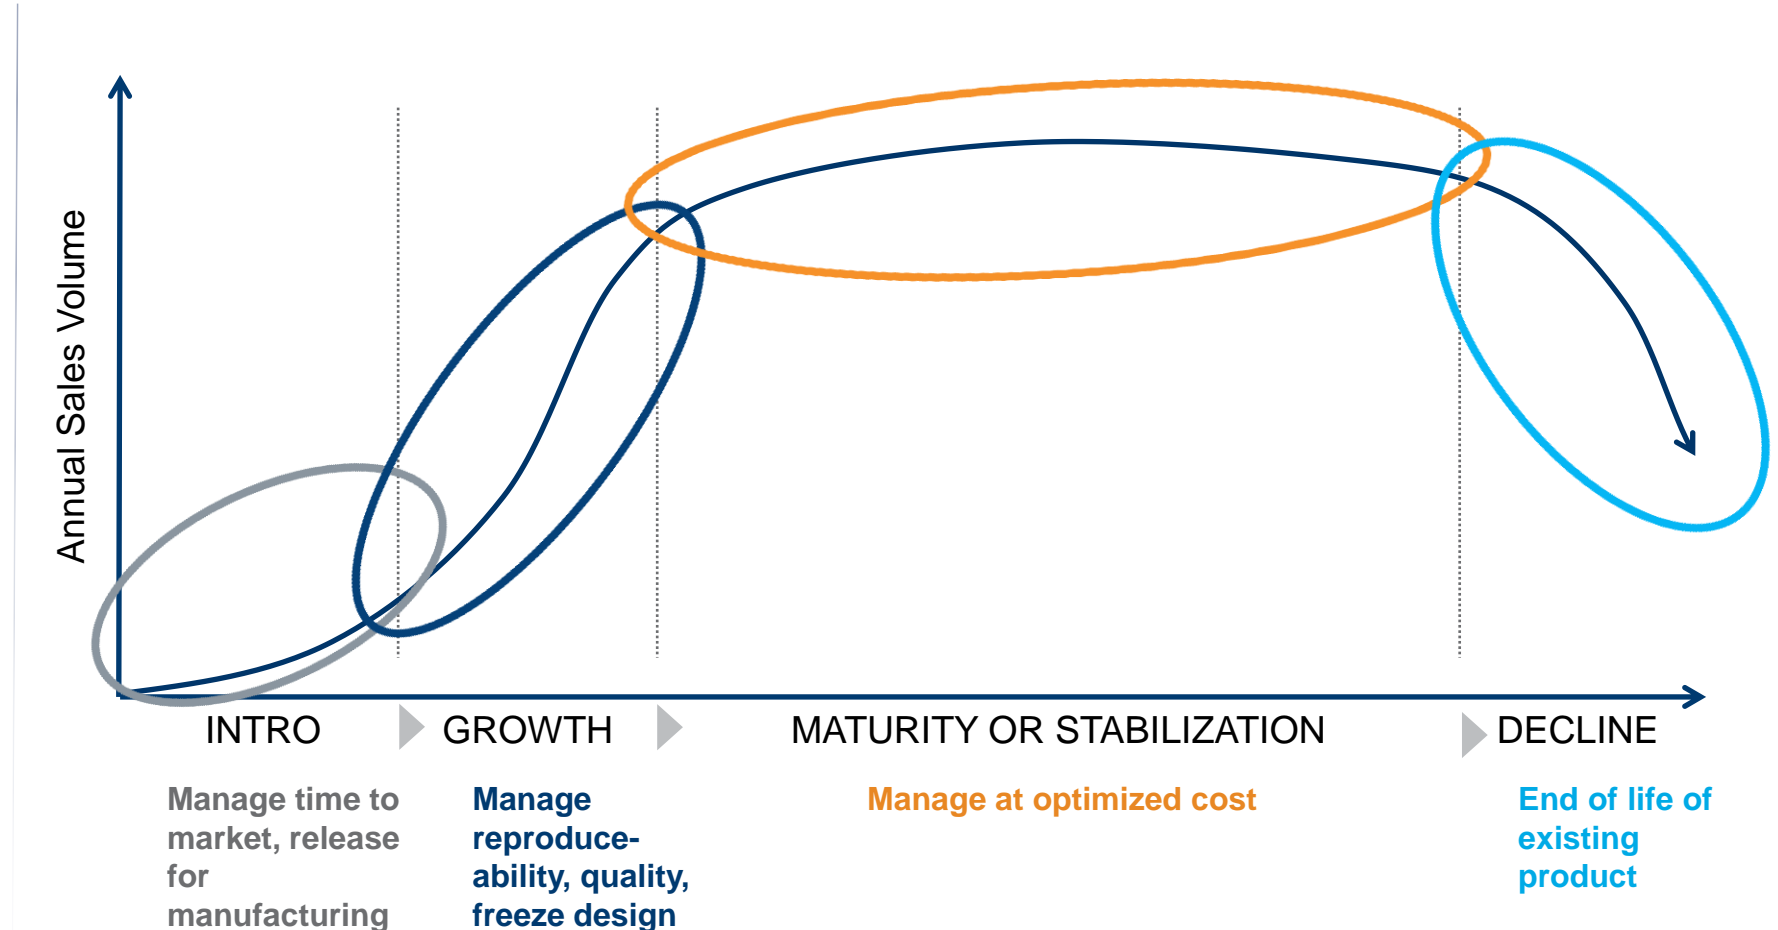 Annual Sales Volume
INTRO
GROWTH
MATURITY OR STABILIZATION
DECLINE
Manage time to
market, release
for
manufacturing
Manage
reproduce-
ability, quality,
freeze design
Manage at optimized cost
End of life of
existing
product